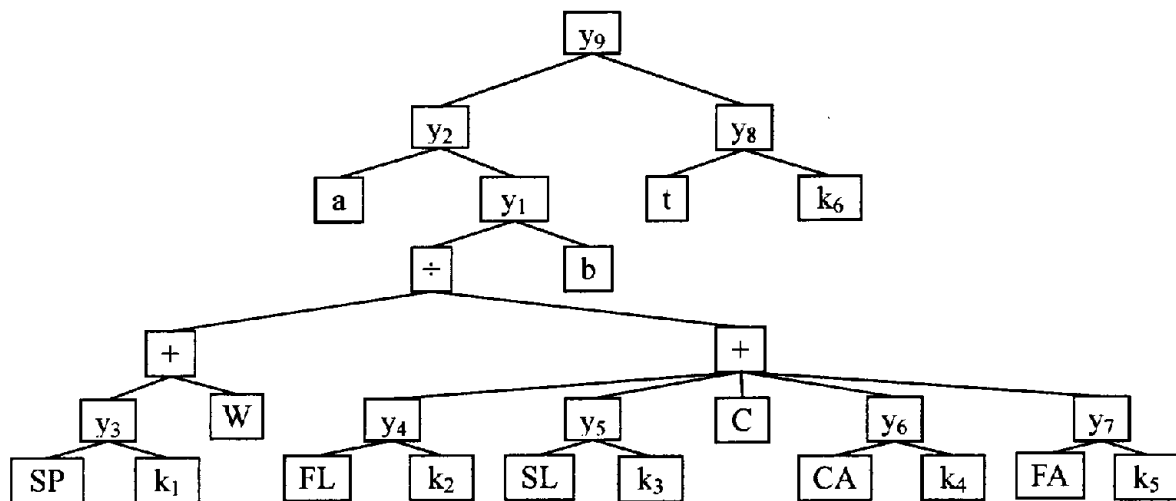 y₉
y₂ y₈
a y₁ t k₆
÷ b
+ +
y₃ W y₄ y₅ C y₆ y₇
SP k₁ FL k₂ SL k₃ CA k₄ FA k₅